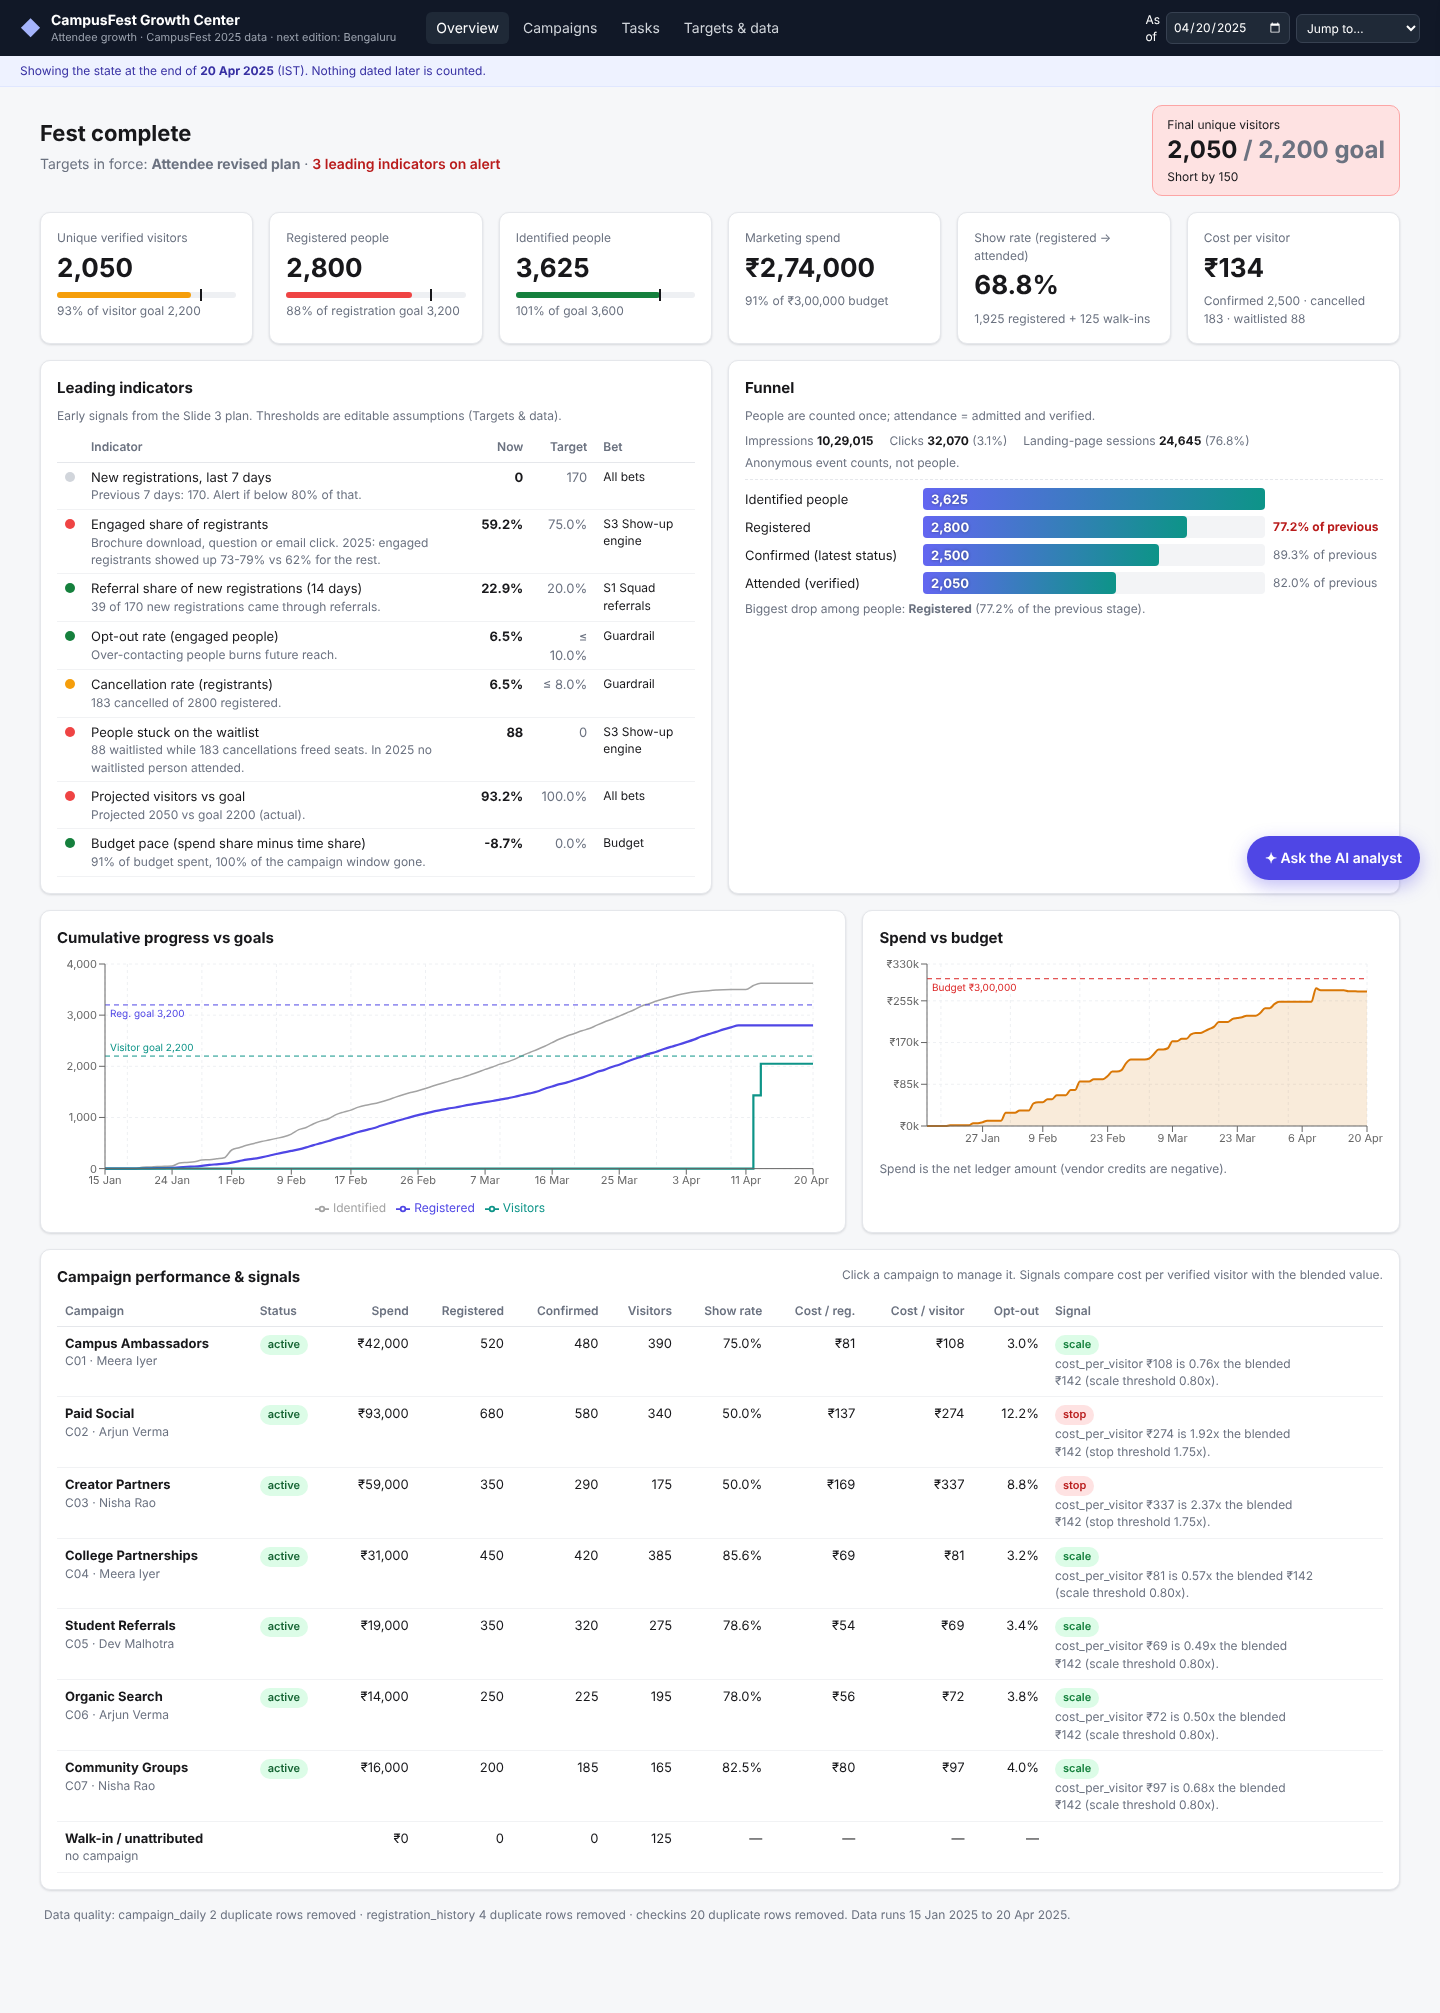 CampusFest Growth Center
Attendee growth · CampusFest 2025 data · next edition: Bengaluru
Overview
Campaigns
Tasks
Targets & data
As of
04/20/2025
Jump to...
Showing the state at the end of 20 Apr 2025 (IST). Nothing dated later is counted.
Fest complete
Targets in force: Attendee revised plan · 3 leading indicators on alert
Final unique visitors
2,050 / 2,200 goal
Short by 150
Unique verified visitors
2,050
93% of visitor goal 2,200
Registered people
2,800
88% of registration goal 3,200
Identified people
3,625
101% of goal 3,600
Marketing spend
₹2,74,000
91% of ₹3,00,000 budget
Show rate (registered →
attended)
68.8%
1,925 registered + 125 walk-ins
Cost per visitor
₹134
Confirmed 2,500 · cancelled
183 · waitlisted 88
Leading indicators
Early signals from the Slide 3 plan. Thresholds are editable assumptions (Targets & data).
Indicator Now Target Bet
New registrations, last 7 days 0 170 All bets
Previous 7 days: 170. Alert if below 80% of that.
Engaged share of registrants 59.2% 75.0% S3 Show-up
engine
Brochure download, question or email click. 2025: engaged
registrants showed up 73-79% vs 62% for the rest.
Referral share of new registrations (14 days) 22.9% 20.0% S1 Squad
referrals
39 of 170 new registrations came through referrals.
Opt-out rate (engaged people) 6.5% ≤
10.0% Guardrail
Over-contacting people burns future reach.
Cancellation rate (registrants) 6.5% ≤ 8.0% Guardrail
183 cancelled of 2800 registered.
People stuck on the waitlist 88 0 S3 Show-up
engine
88 waitlisted while 183 cancellations freed seats. In 2025 no
waitlisted person attended.
Projected visitors vs goal 93.2% 100.0% All bets
Projected 2050 vs goal 2200 (actual).
Budget pace (spend share minus time share) -8.7% 0.0% Budget
91% of budget spent, 100% of the campaign window gone.
Funnel
People are counted once; attendance = admitted and verified.
Impressions 10,29,015 Clicks 32,070 (3.1%) Landing-page sessions 24,645 (76.8%)
Anonymous event counts, not people.
Identified people 3,625
Registered 2,800 77.2% of previous
Confirmed (latest status) 2,500 89.3% of previous
Attended (verified) 2,050 82.0% of previous
Biggest drop among people: Registered (77.2% of the previous stage).
✦ Ask the AI analyst
Cumulative progress vs goals
4,000
3,000
2,000
1,000
0
Reg. goal 3,200
Visitor goal 2,200
15 Jan 24 Jan 1 Feb 9 Feb 17 Feb 26 Feb 7 Mar 16 Mar 25 Mar 3 Apr 11 Apr 20 Apr
Identified Registered Visitors
Spend vs budget
₹330k
₹255k
₹170k
₹85k
₹0k
Budget ₹3,00,000
27 Jan 9 Feb 23 Feb 9 Mar 23 Mar 6 Apr 20 Apr
Spend is the net ledger amount (vendor credits are negative).
Campaign performance & signals
Click a campaign to manage it. Signals compare cost per verified visitor with the blended value.
Campaign Status Spend Registered Confirmed Visitors Show rate Cost / reg. Cost / visitor Opt-out Signal
Campus Ambassadors active ₹42,000 520 480 390 75.0% ₹81 ₹108 3.0% scale
C01 · Meera Iyer
cost_per_visitor ₹108 is 0.76x the blended
₹142 (scale threshold 0.80x).
Paid Social active ₹93,000 680 580 340 50.0% ₹137 ₹274 12.2% stop
C02 · Arjun Verma
cost_per_visitor ₹274 is 1.92x the blended
₹142 (stop threshold 1.75x).
Creator Partners active ₹59,000 350 290 175 50.0% ₹169 ₹337 8.8% stop
C03 · Nisha Rao
cost_per_visitor ₹337 is 2.37x the blended
₹142 (stop threshold 1.75x).
College Partnerships active ₹31,000 450 420 385 85.6% ₹69 ₹81 3.2% scale
C04 · Meera Iyer
cost_per_visitor ₹81 is 0.57x the blended ₹142
(scale threshold 0.80x).
Student Referrals active ₹19,000 350 320 275 78.6% ₹54 ₹69 3.4% scale
C05 · Dev Malhotra
cost_per_visitor ₹69 is 0.49x the blended
₹142 (scale threshold 0.80x).
Organic Search active ₹14,000 250 225 195 78.0% ₹56 ₹72 3.8% scale
C06 · Arjun Verma
cost_per_visitor ₹72 is 0.50x the blended
₹142 (scale threshold 0.80x).
Community Groups active ₹16,000 200 185 165 82.5% ₹80 ₹97 4.0% scale
C07 · Nisha Rao
cost_per_visitor ₹97 is 0.68x the blended
₹142 (scale threshold 0.80x).
Walk-in / unattributed ₹0 0 0 125 — — — —
no campaign
Data quality: campaign_daily 2 duplicate rows removed · registration_history 4 duplicate rows removed · checkins 20 duplicate rows removed. Data runs 15 Jan 2025 to 20 Apr 2025.